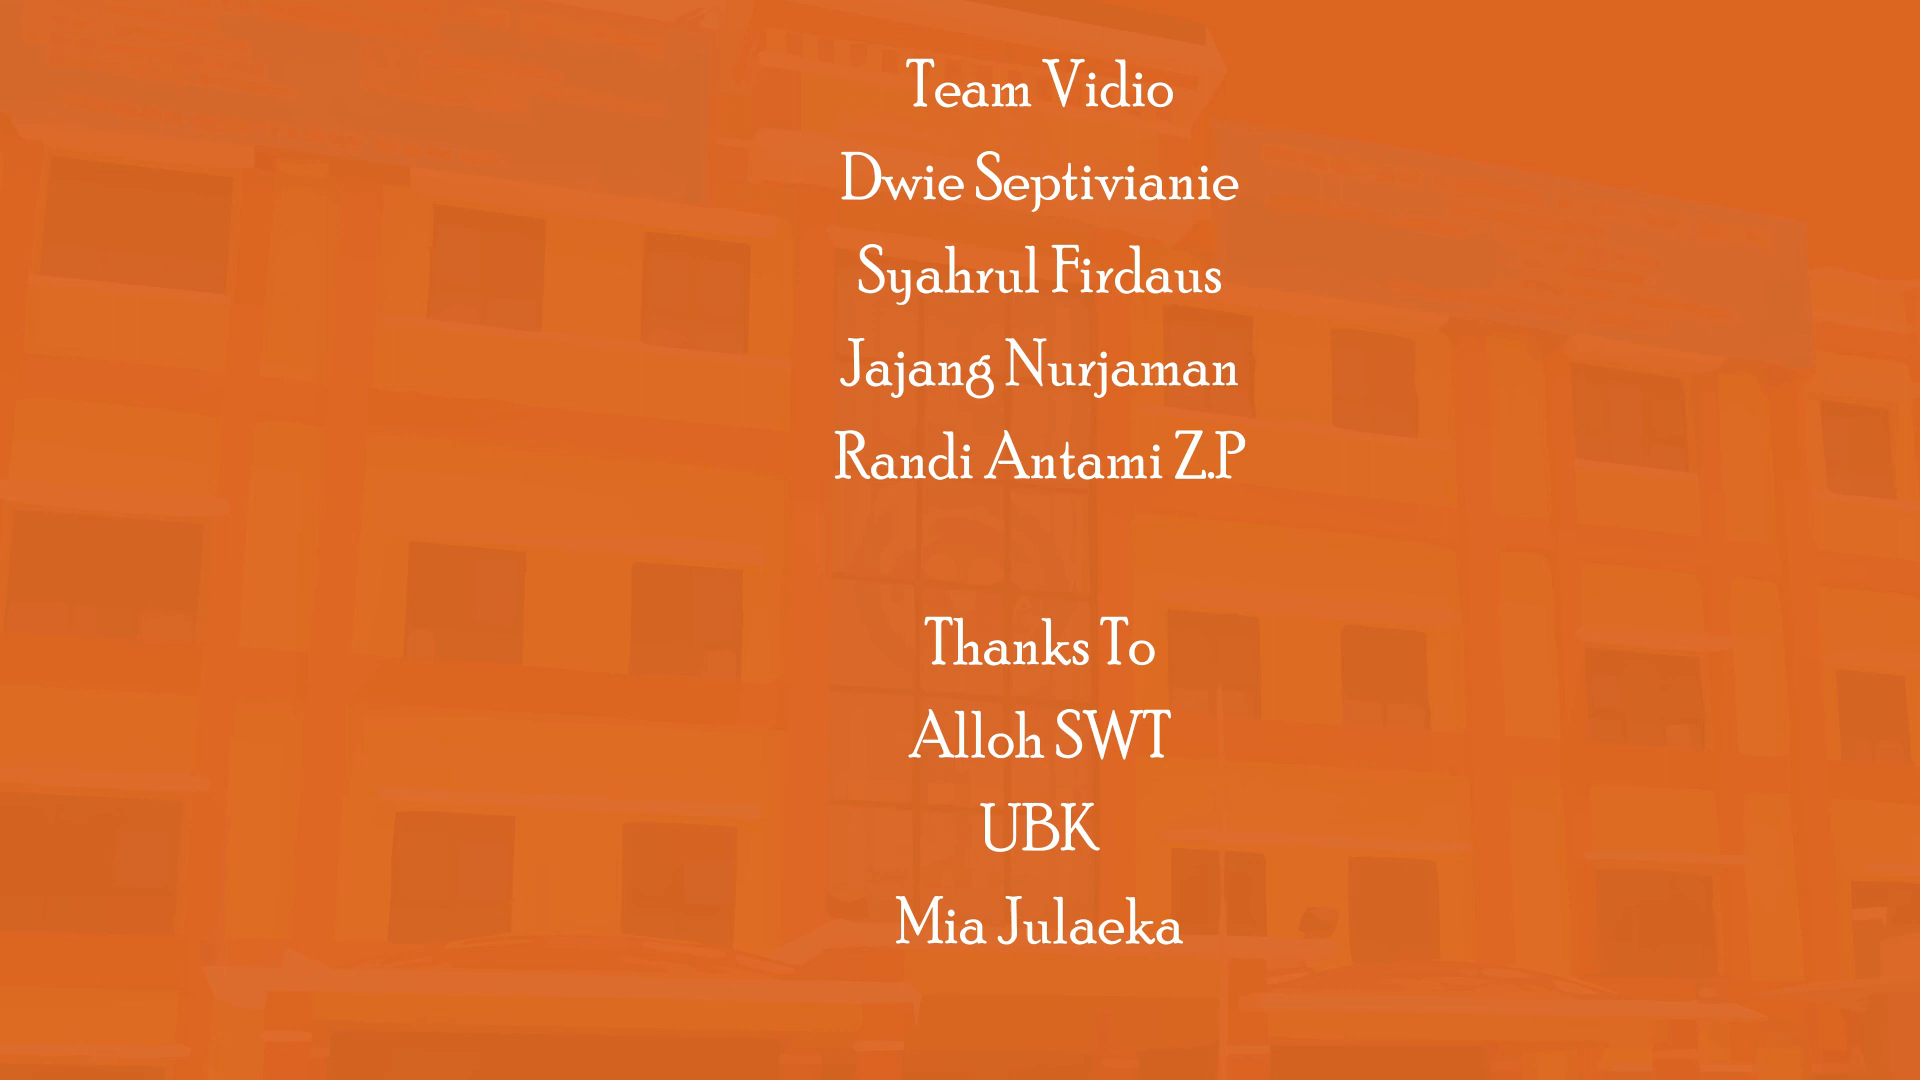 Team Vidio
Dwie Septivianie
Syahrul Firdaus
Jajang Nurjaman
Randi Antami Z.P
Thanks To
Alloh SWT
UBK
Mia Julaeka